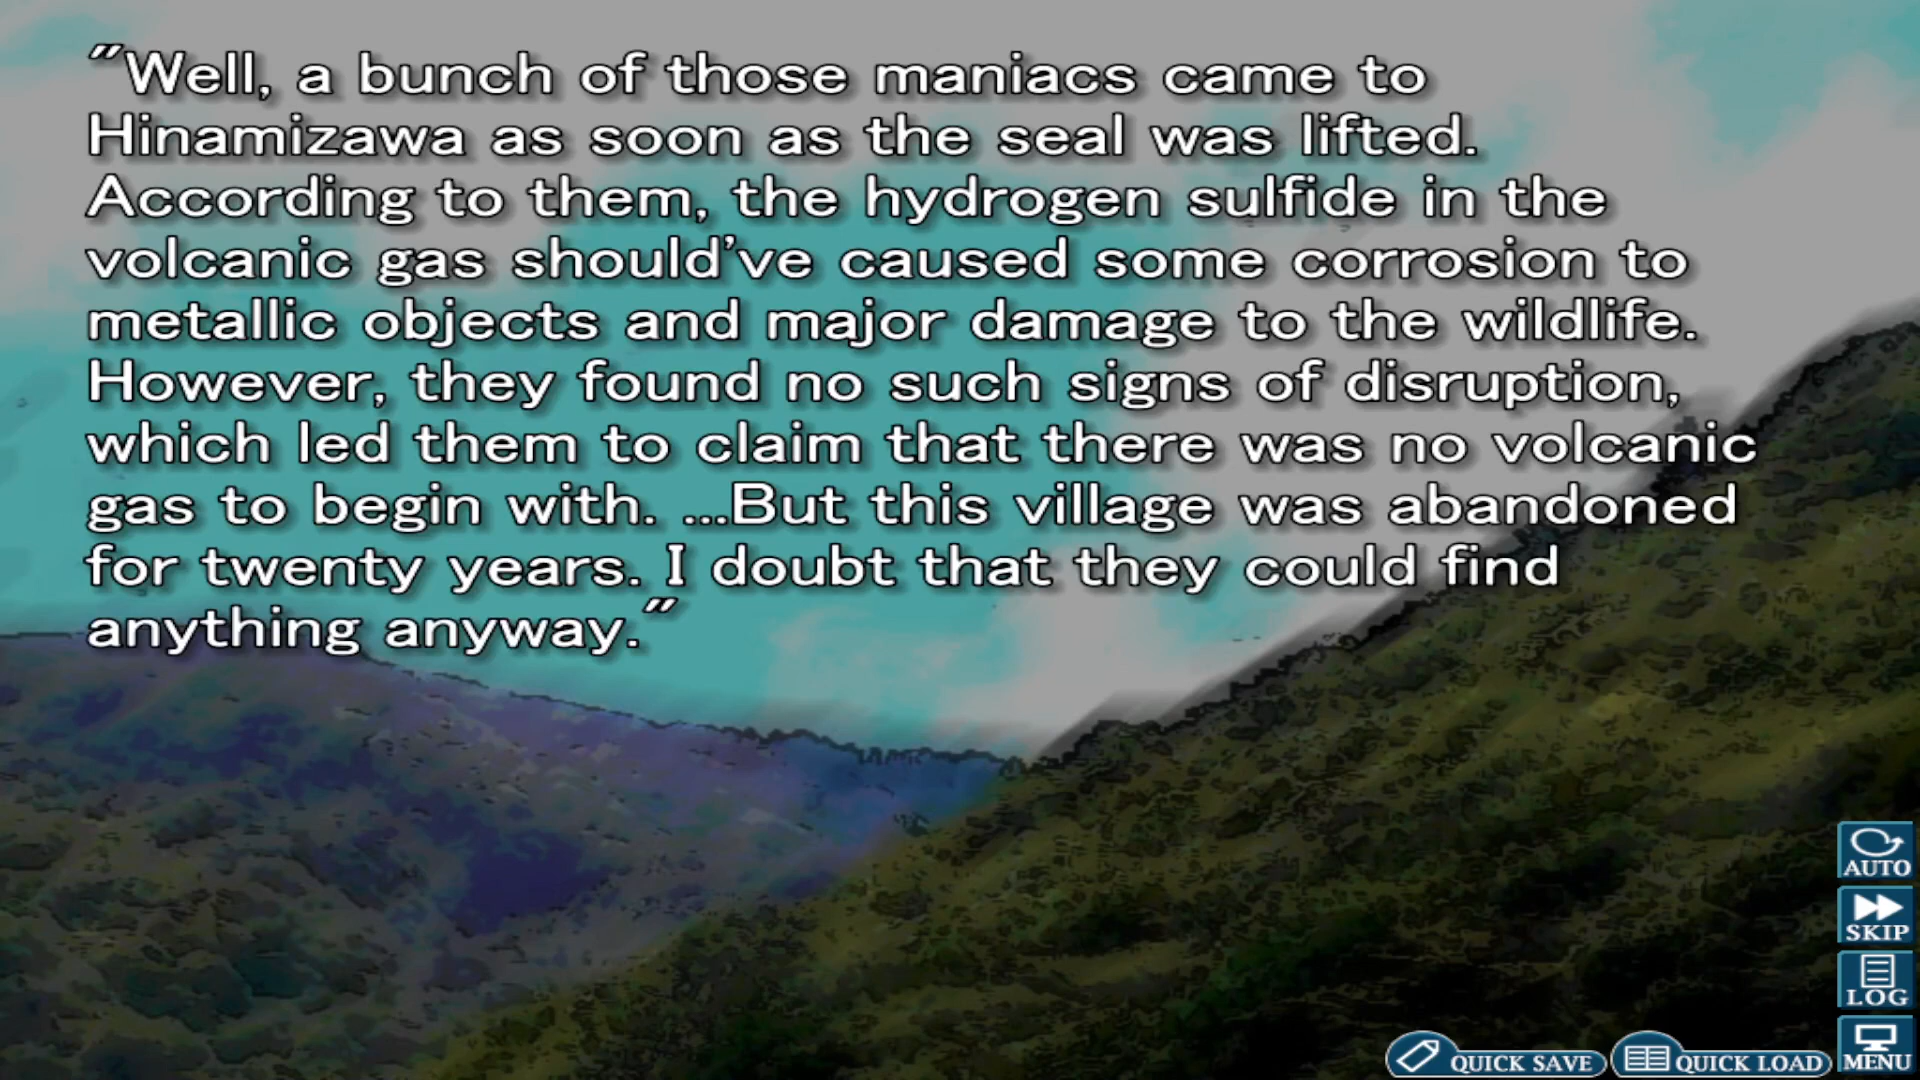 "Well, a bunch of those maniacs came to
Hinamizawa as soon as the seal was lifted.
According to them, the hydrogen sulfide in the
volcanic gas should've caused some corrosion to
metallic objects and major damage to the wildlife.
However, they found no such signs of disruption,
which led them to claim that there was no volcanic
gas to begin with. ...But this village was abandoned
for twenty years. I doubt that they could find
anything anyway."
AUTO
SKIP
LOG
QUICK SAVE QUICK LOAD MENU